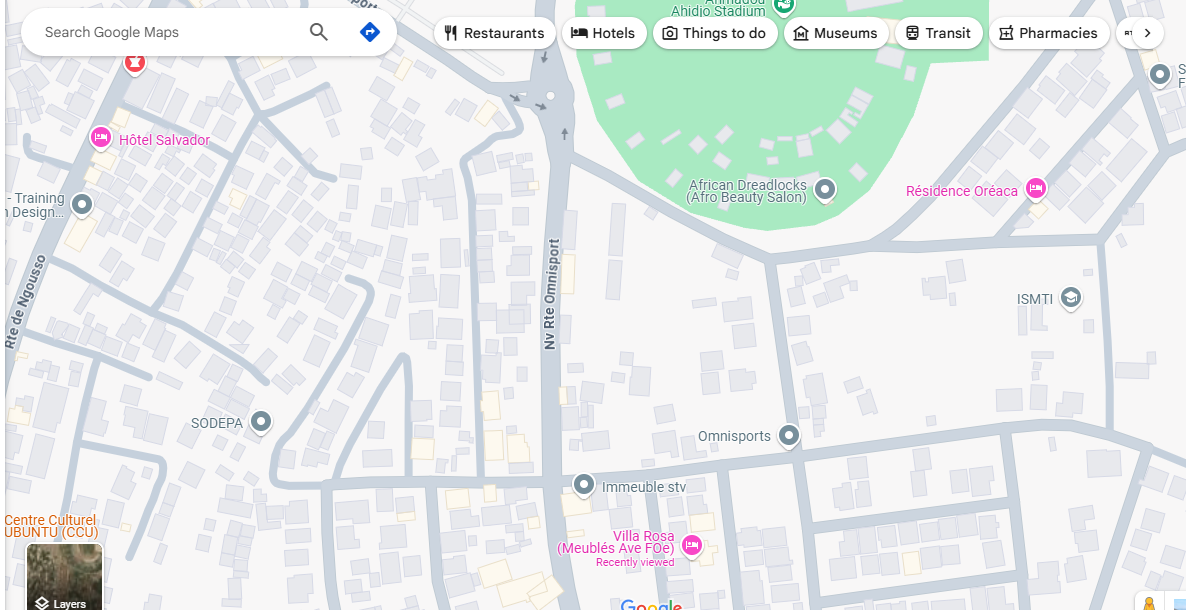 Search Google Maps
Restaurants
Hotels
Things to do
Museums
Transit
Pharmacies
Ahmadou
Ahidjo Stadium
Hôtel Salvador
- Training
Design...
African Dreadlocks
(Afro Beauty Salon)
Résidence Oréaca
Rte de Ngousso
Nv Rte Omnisport
ISMTI
SODEPA
Omnisports
Immeuble stv
Centre Culturel
UBUNTU (CCU)
Villa Rosa
(Meublés Ave FOe)
Recently viewed
Layers
Google